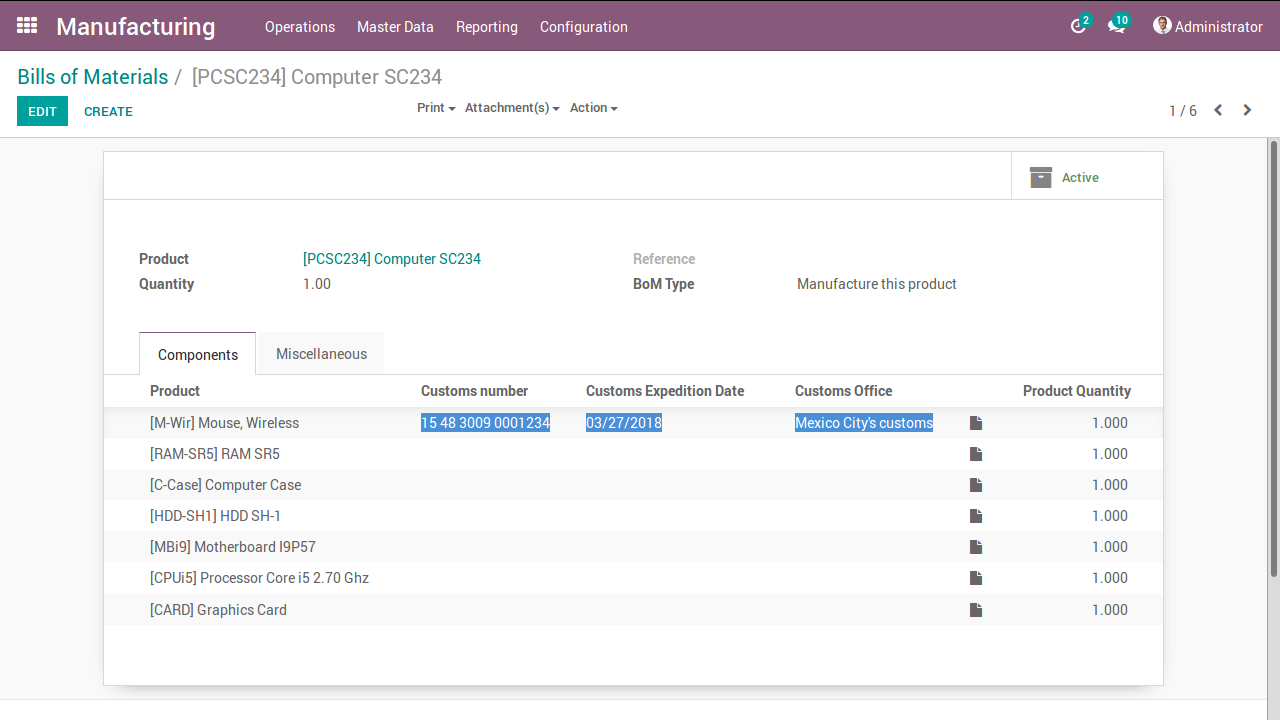 Manufacturing Operations Master Data Reporting Configuration 2 10 Administrator
Bills of Materials / [PCSC234] Computer SC234
EDIT CREATE Print Attachment(s) Action 1 / 6
Active
Product [PCSC234] Computer SC234 Reference
Quantity 1.00 BoM Type Manufacture this product
Components Miscellaneous
Product Customs number Customs Expedition Date Customs Office Product Quantity
[M-Wir] Mouse, Wireless 15 48 3009 0001234 03/27/2018 Mexico City's customs 1.000
[RAM-SR5] RAM SR5 1.000
[C-Case] Computer Case 1.000
[HDD-SH1] HDD SH-1 1.000
[MBi9] Motherboard I9P57 1.000
[CPUi5] Processor Core i5 2.70 Ghz 1.000
[CARD] Graphics Card 1.000